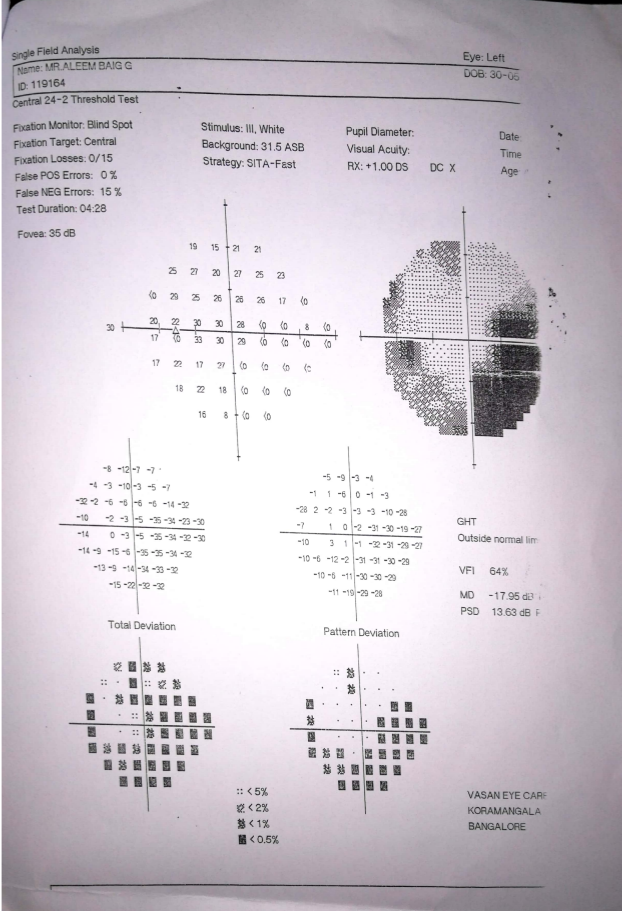 Single Field Analysis
Eye: Left
Name: MR.ALEEM BAIG G
DOB: 30-06
ID: 119164
Central 24-2 Threshold Test
Fixation Monitor: Blind Spot
Stimulus: III, White
Pupil Diameter:
Date
Fixation Target: Central
Background: 31.5 ASB
Visual Acuity:
Time
Fixation Losses: 0/15
Strategy: SITA-Fast
RX: +1.00 DS DC X
Age
False POS Errors: 0 %
False NEG Errors: 15 %
Test Duration: 04:28
Fovea: 35 dB
19 15 21 21
25 27 20 27 25 23
<0 29 25 26 26 26 17 <0
30 20 22 30 30 28 <0 <0 8 <0
17 <0 33 30 29 <0 <0 <0 <0
17 22 17 27 <0 <0 <0 <0
18 22 18 <0 <0 <0
16 8 <0 <0
-8 -12 -7 -7
-4 -3 -10 -3 -5 -7
-32 -2 -6 -6 -6 -6 -14 -32
-10 -2 -3 -5 -35 -34 -23 -30
-14 0 -3 -5 -35 -34 -32 -30
-14 -9 -15 -6 -35 -35 -34 -32
-13 -9 -14 -34 -33 -32
-15 -22 -32 -32
Total Deviation
-5 -9 -3 -4
-1 1 -6 0 -1 -3
-28 2 -2 -3 -3 -3 -10 -28
-7 1 0 -2 -31 -30 -19 -27
-10 3 1 -1 -32 -31 -29 -27
-10 -6 -12 -2 -31 -31 -30 -29
-10 -6 -11 -30 -30 -29
-11 -19 -29 -28
Pattern Deviation
GHT
Outside normal lim
VFI 64%
MD -17.95 dB
PSD 13.63 dB
:: < 5%
< 2%
< 1%
< 0.5%
VASAN EYE CARE
KORAMANGALA
BANGALORE